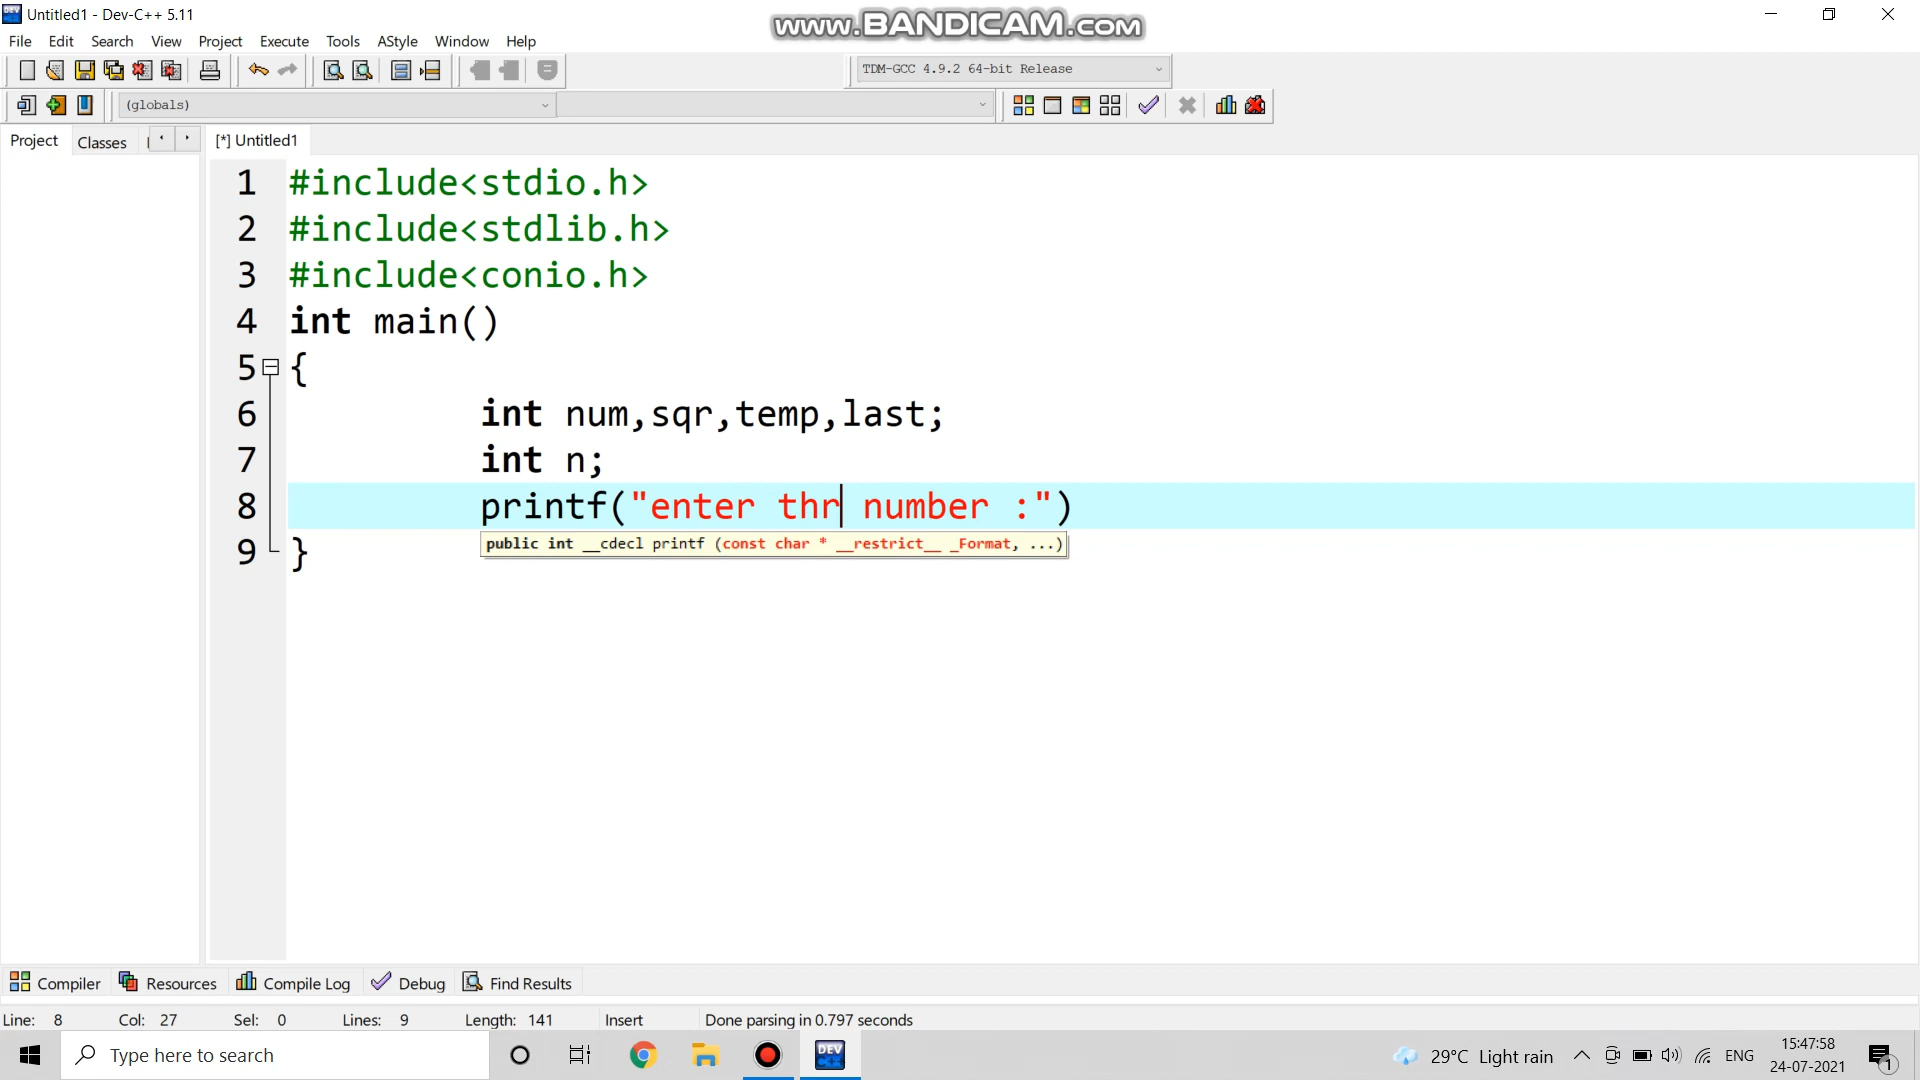 Untitled1 - Dev-C++ 5.11
www.BANDICAM.com
File Edit Search View Project Execute Tools AStyle Window Help
TDM-GCC 4.9.2 64-bit Release
(globals)
Project Classes [*] Untitled1
1 #include<stdio.h>
2 #include<stdlib.h>
3 #include<conio.h>
4 int main()
5 {
6 int num,sqr,temp,last;
7 int n;
8 printf("enter thr number :")
public int __cdecl printf (const char * __restrict__ _Format, ...)
9 }
Compiler Resources Compile Log Debug Find Results
Line: 8 Col: 27 Sel: 0 Lines: 9 Length: 141 Insert Done parsing in 0.797 seconds
Type here to search
DEV C++
29°C Light rain
ENG
15:47:58
24-07-2021
1